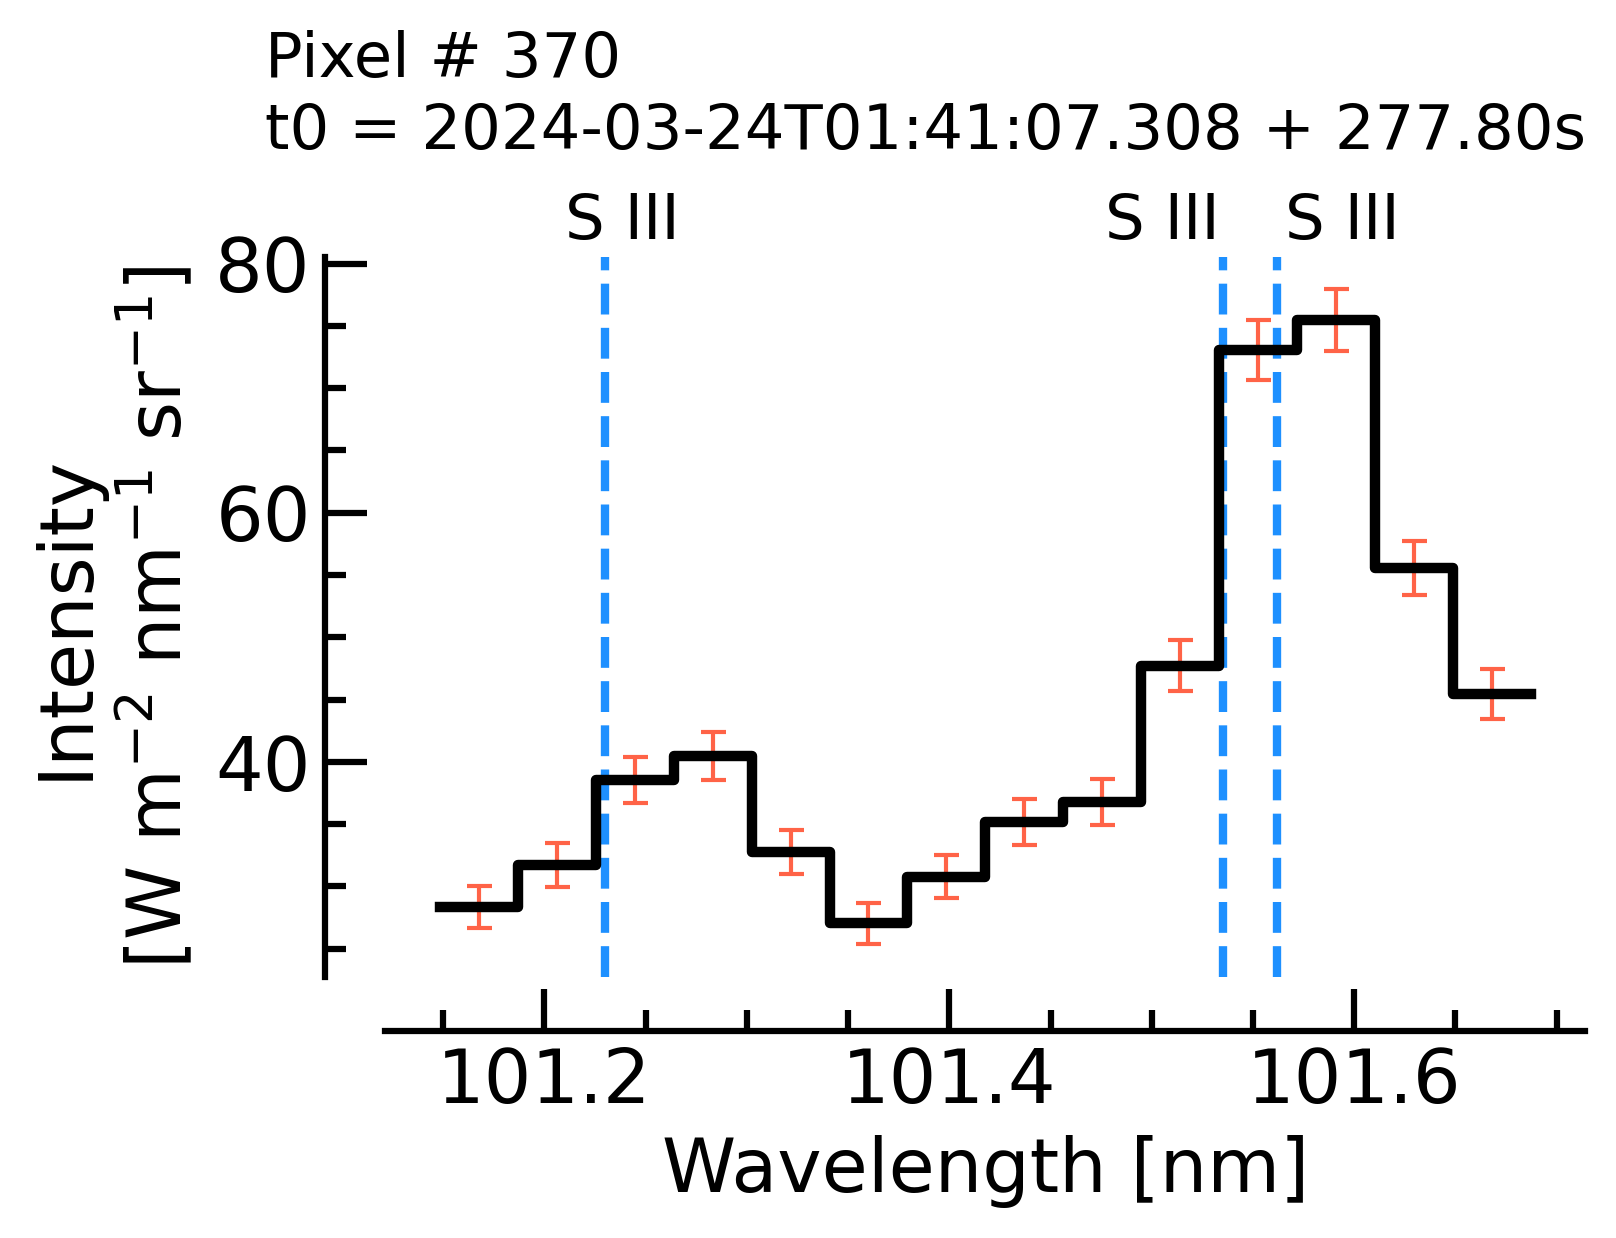 Pixel # 370
t0 = 2024-03-24T01:41:07.308 + 277.80s
S III S III S III
80
60
40
Intensity
[W m⁻² nm⁻¹ sr⁻¹]
101.2 101.4 101.6
Wavelength [nm]